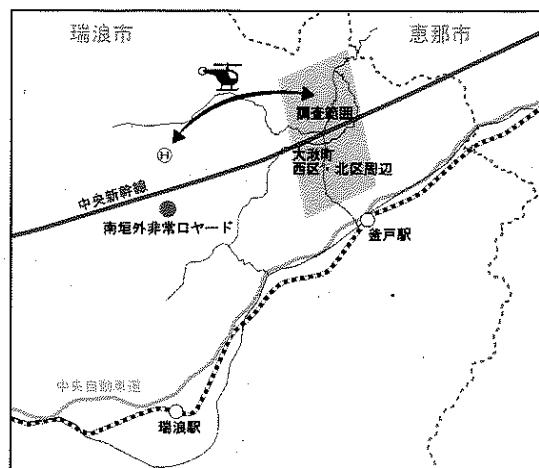 瑞浪市
恵那市
調査範囲
大湫町
西区・北区周辺
H
中央新幹線
南垣外非常口ヤード
釜戸駅
中央自動車道
瑞浪駅